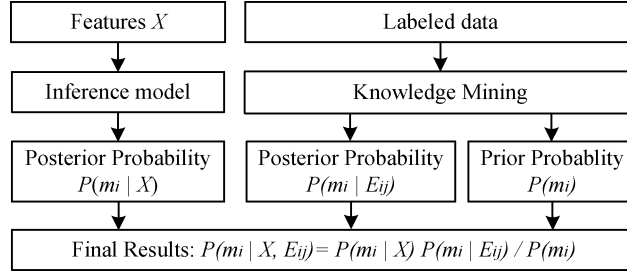 Features X
Labeled data
Inference model
Knowledge Mining
Posterior Probability
P(mi | X)
Posterior Probability
P(mi | Eij)
Prior Probablity
P(mi)
Final Results: P(mi | X, Eij)= P(mi | X) P(mi | Eij) / P(mi)